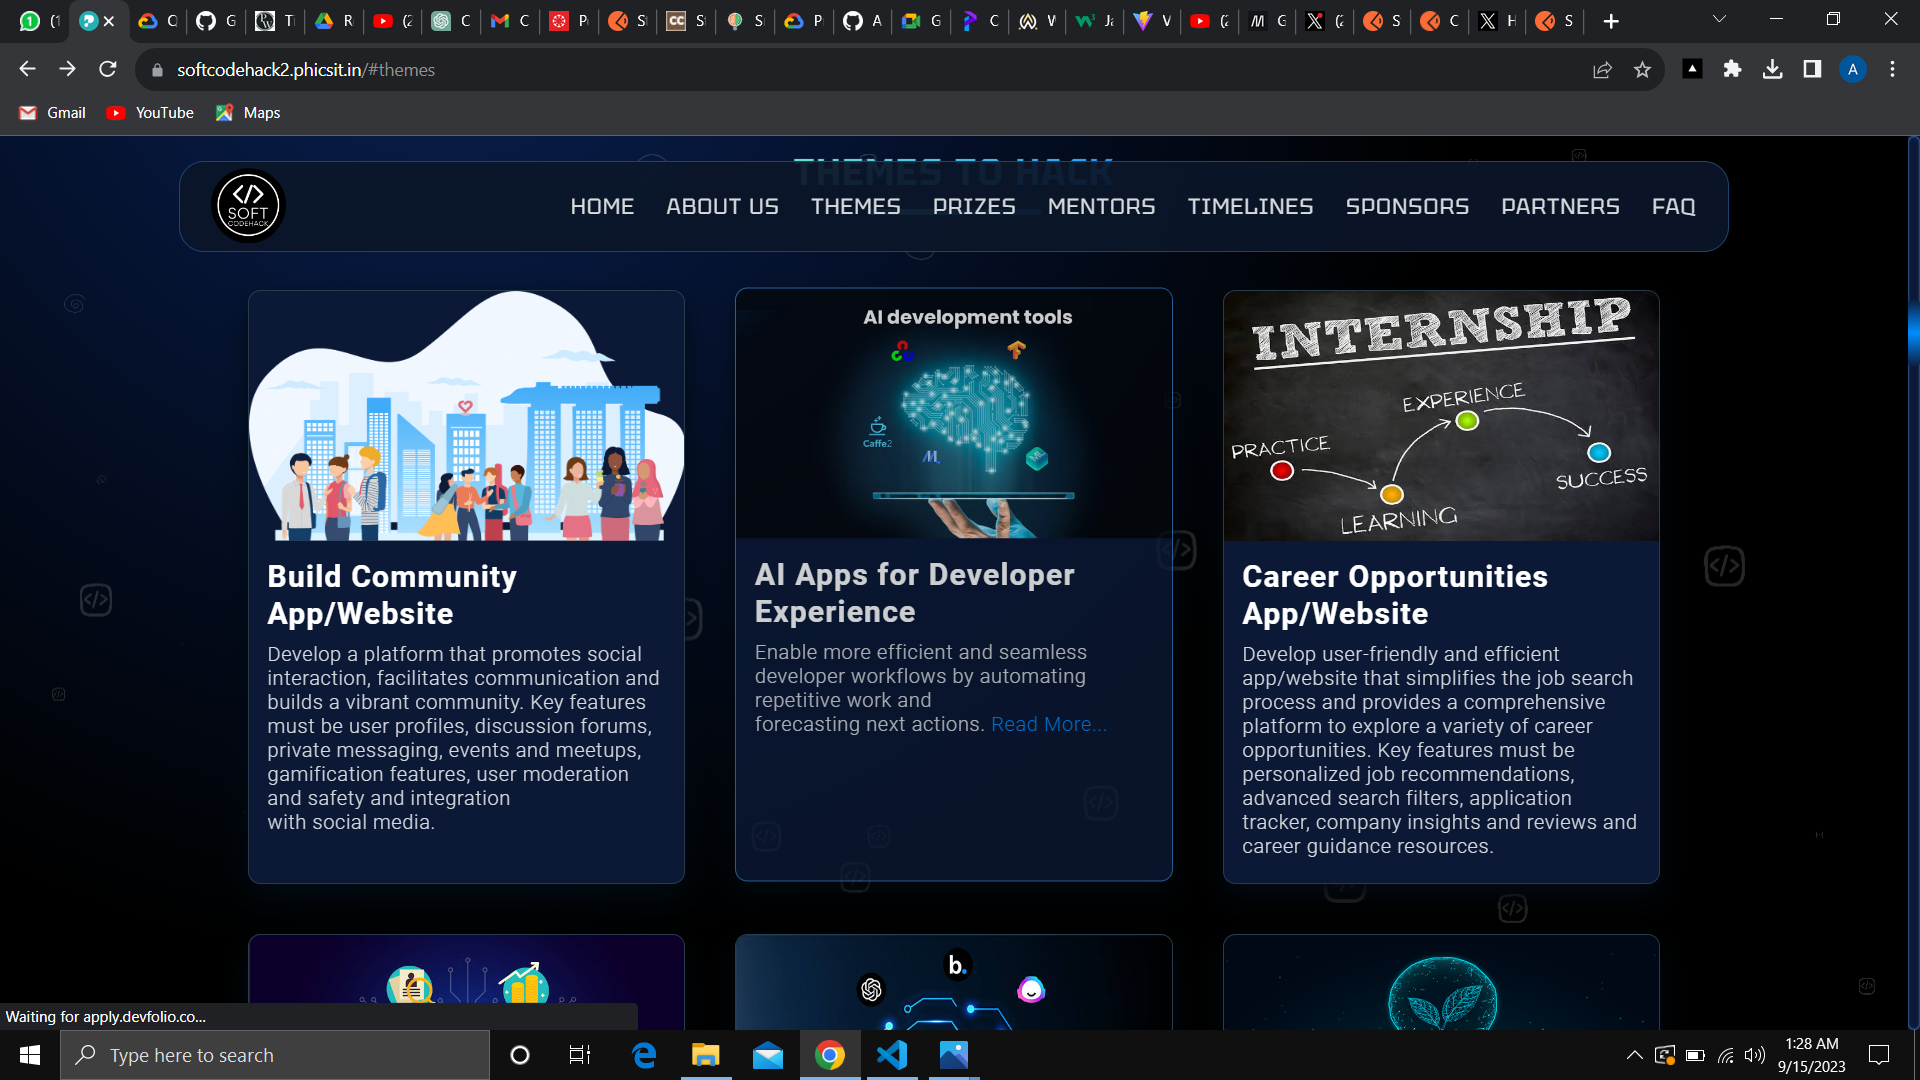 softcodehack2.phicsit.in/#themes
Gmail
YouTube
Maps
THEMES TO HACK
SOFT
CODEHACK
HOME
ABOUT US
THEMES
PRIZES
MENTORS
TIMELINES
SPONSORS
PARTNERS
FAQ
Build Community
App/Website
Develop a platform that promotes social
interaction, facilitates communication and
builds a vibrant community. Key features
must be user profiles, discussion forums,
private messaging, events and meetups,
gamification features, user moderation
and safety and integration
with social media.
AI development tools
Caffe2
AI Apps for Developer
Experience
Enable more efficient and seamless
developer workflows by automating
repetitive work and
forecasting next actions. Read More...
INTERNSHIP
EXPERIENCE
PRACTICE
SUCCESS
LEARNING
Career Opportunities
App/Website
Develop user-friendly and efficient
app/website that simplifies the job search
process and provides a comprehensive
platform to explore a variety of career
opportunities. Key features must be
personalized job recommendations,
advanced search filters, application
tracker, company insights and reviews and
career guidance resources.
b.
Waiting for apply.devfolio.co...
Type here to search
1:28 AM
9/15/2023